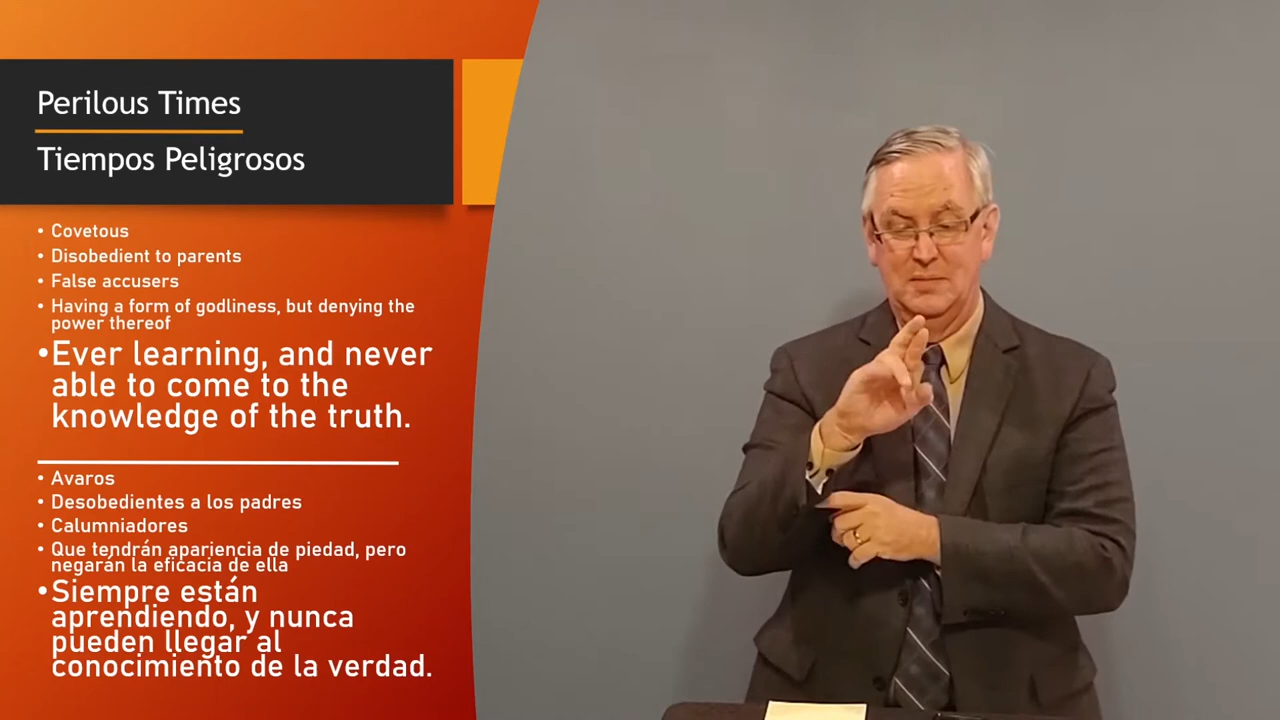 Perilous Times
Tiempos Peligrosos
• Covetous
• Disobedient to parents
• False accusers
• Having a form of godliness, but denying the
power thereof
•Ever learning, and never
able to come to the
knowledge of the truth.
• Avaros
• Desobedientes a los padres
• Calumniadores
• Que tendrán apariencia de piedad, pero
negarán la eficacia de ella
•Siempre están
aprendiendo, y nunca
pueden llegar al
conocimiento de la verdad.